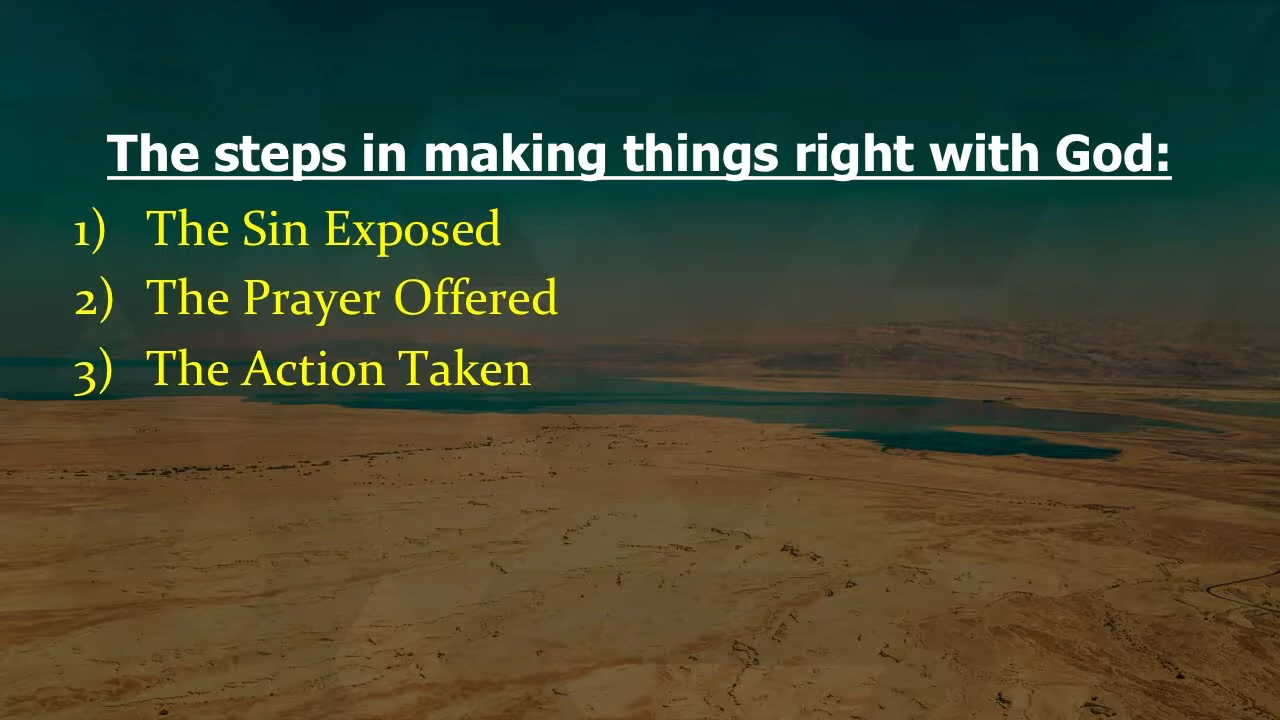 The steps in making things right with God:
1) The Sin Exposed
2) The Prayer Offered
3) The Action Taken